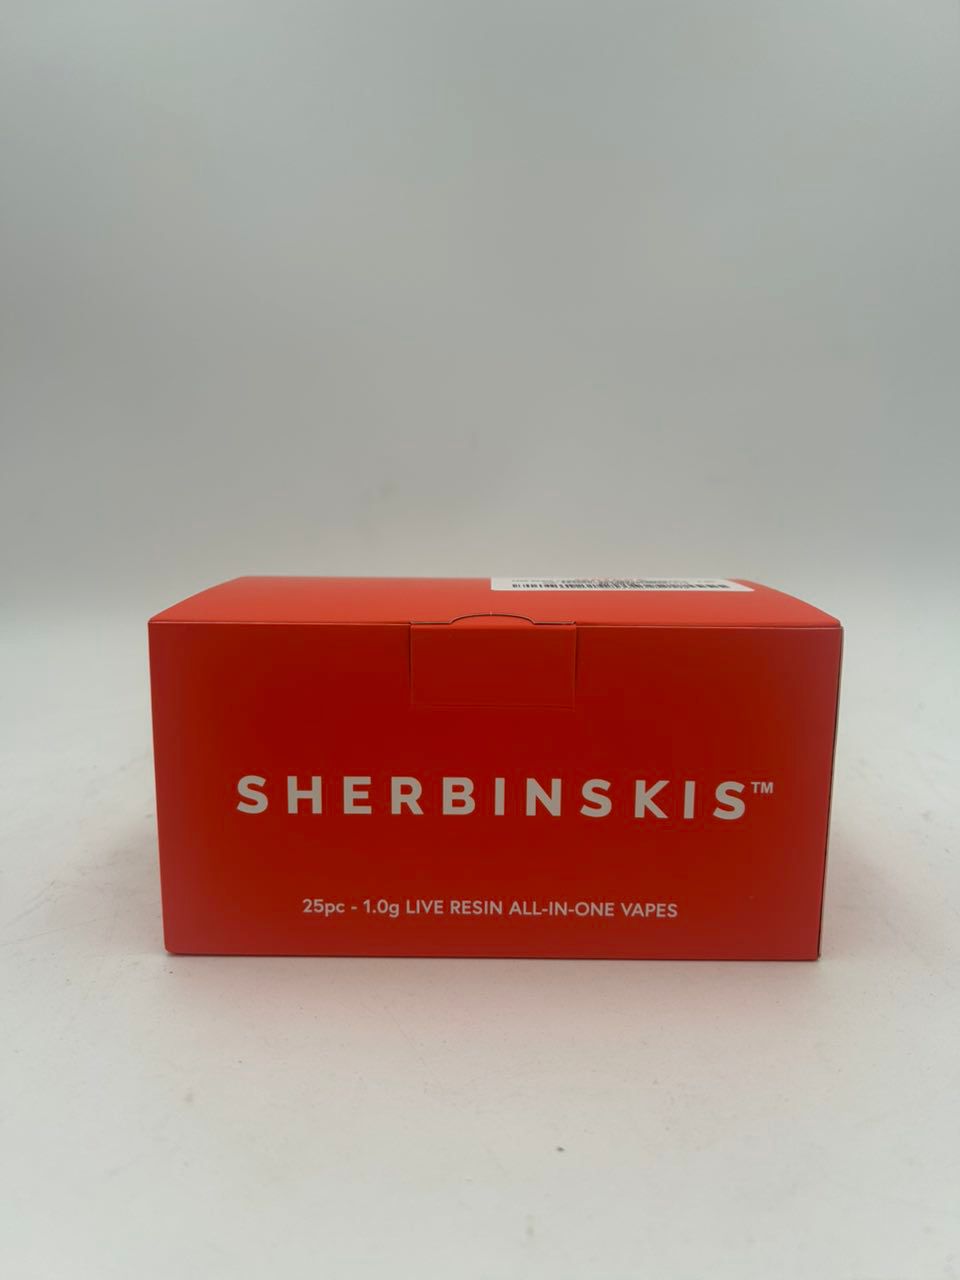 SHERBINSKIS™
25pc - 1.0g LIVE RESIN ALL-IN-ONE VAPES